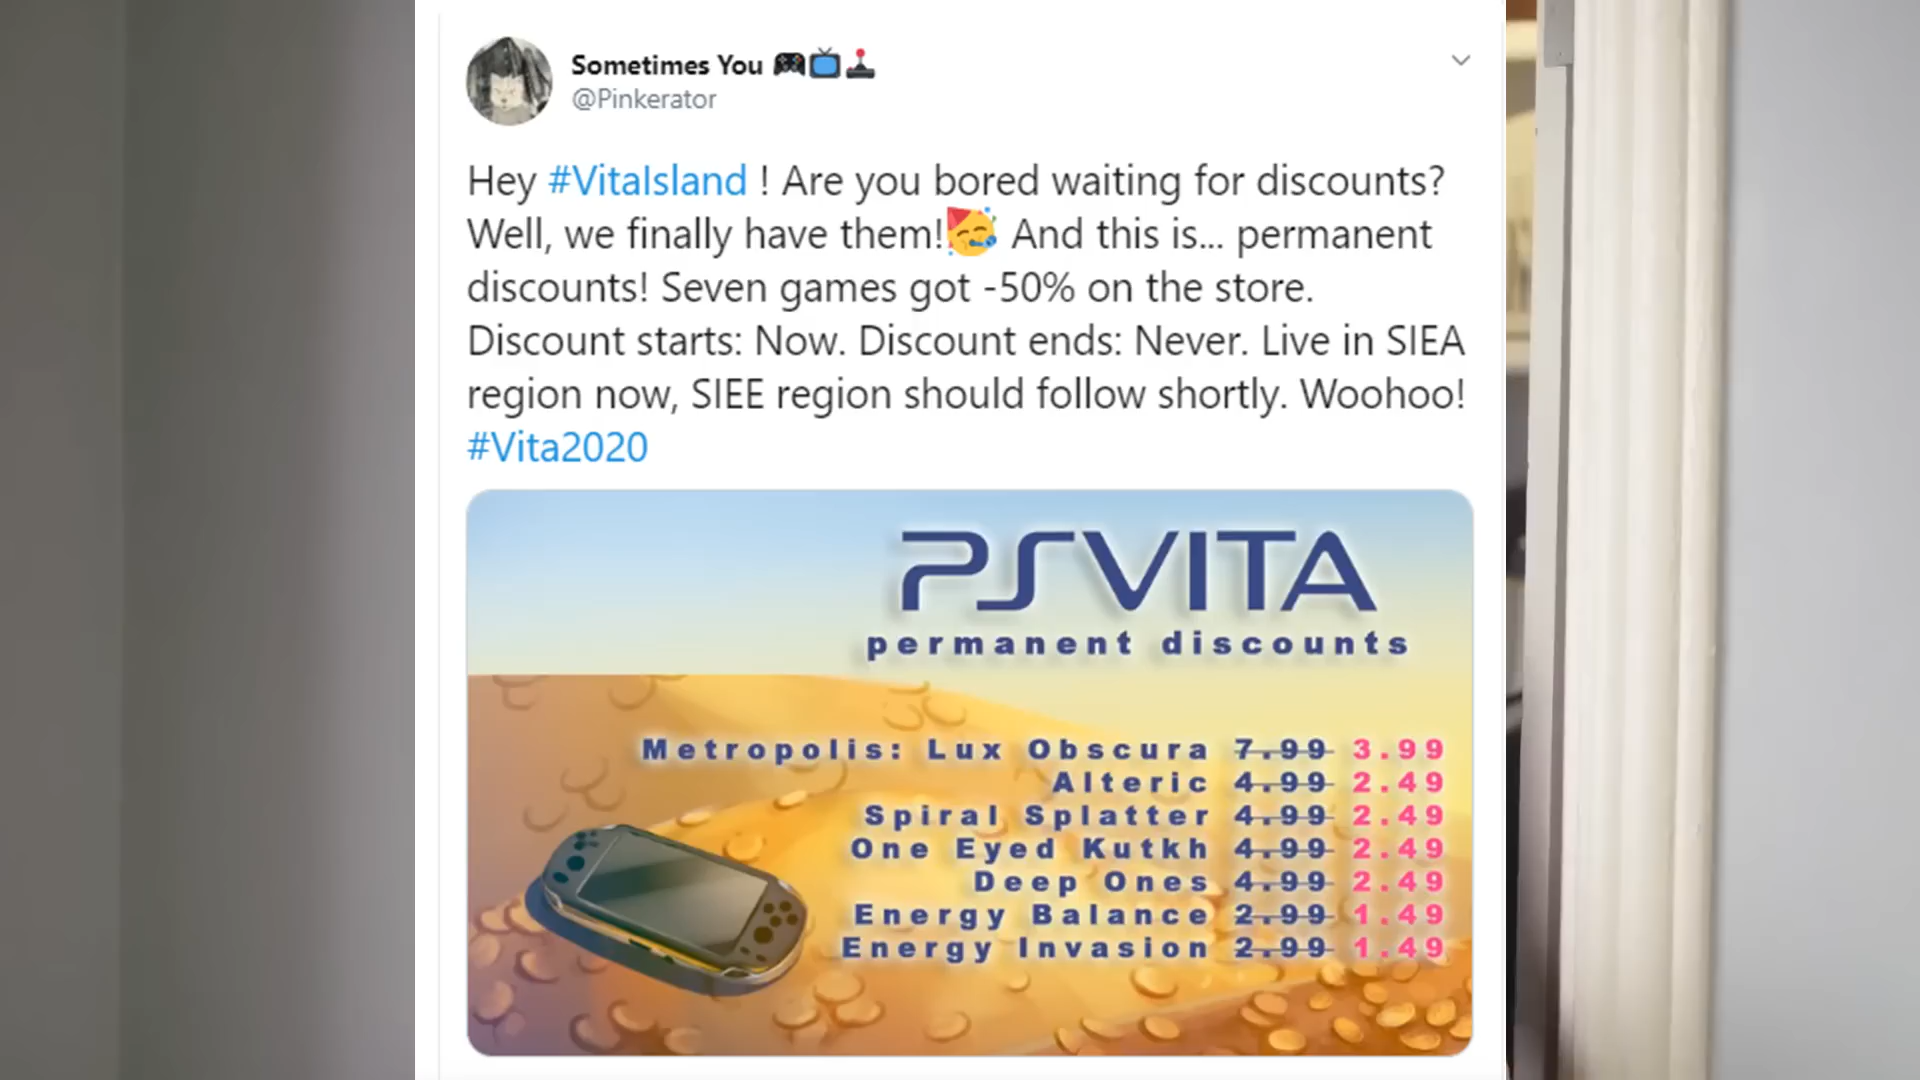 Sometimes You 🎮📺🕹️
@Pinkerator
Hey #VitaIsland ! Are you bored waiting for discounts?
Well, we finally have them!🥳 And this is... permanent
discounts! Seven games got -50% on the store.
Discount starts: Now. Discount ends: Never. Live in SIEA
region now, SIEE region should follow shortly. Woohoo!
#Vita2020
PSVITA
permanent discounts
Metropolis: Lux Obscura 7.99 3.99
Alteric 4.99 2.49
Spiral Splatter 4.99 2.49
One Eyed Kutkh 4.99 2.49
Deep Ones 4.99 2.49
Energy Balance 2.99 1.49
Energy Invasion 2.99 1.49